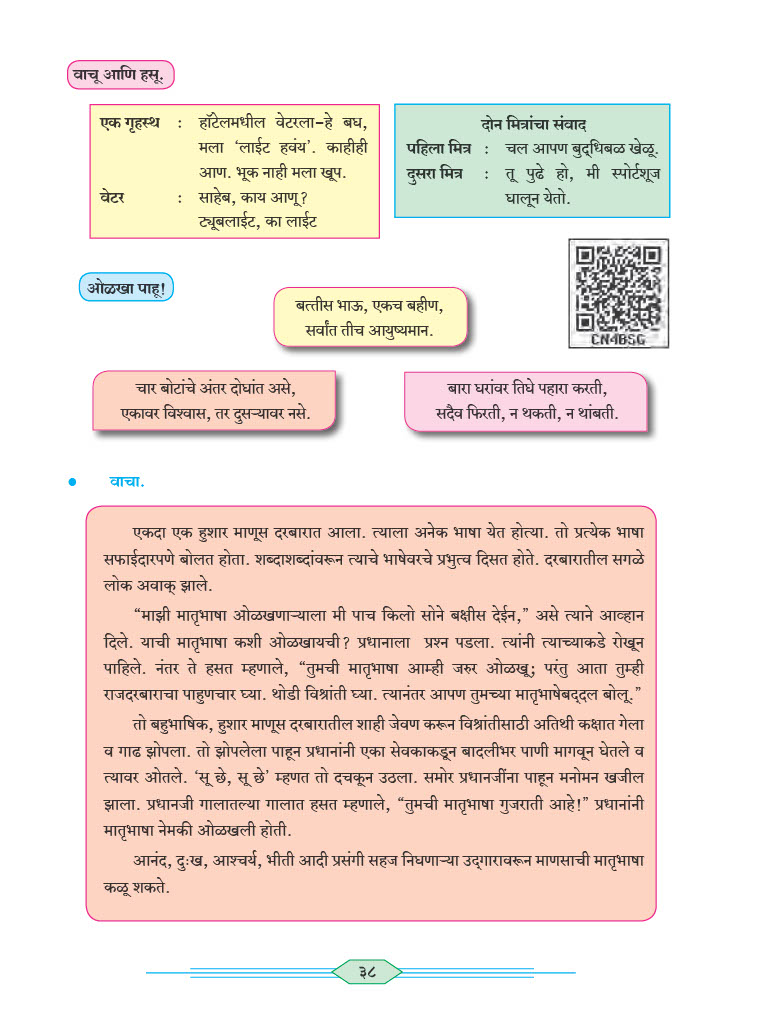 वाचू आणि हसू.
एक गृहस्थ : हॉटेलमधील वेटरला–हे बघ,
मला ‘लाईट हवंय’. काहीही
आण. भूक नाही मला खूप.
वेटर : साहेब, काय आणू?
ट्यूबलाईट, का लाईट
दोन मित्रांचा संवाद
पहिला मित्र : चल आपण बुद्धिबळ खेळू.
दुसरा मित्र : तू पुढे हो, मी स्पोर्टशूज
घालून येतो.
CN4BSG
ओळखा पाहू!
बत्तीस भाऊ, एकच बहीण,
सर्वांत तीच आयुष्यमान.
चार बोटांचे अंतर दोधांत असे,
एकावर विश्वास, तर दुसऱ्यावर नसे.
बारा घरांवर तिघे पहारा करती,
सदैव फिरती, न थकती, न थांबती.
• वाचा.
एकदा एक हुशार माणूस दरबारात आला. त्याला अनेक भाषा येत होत्या. तो प्रत्येक भाषा
सफाईदारपणे बोलत होता. शब्दाशब्दांवरून त्याचे भाषेवरचे प्रभुत्व दिसत होते. दरबारातील सगळे
लोक अवाक् झाले.
“माझी मातृभाषा ओळखणाऱ्याला मी पाच किलो सोने बक्षीस देईन,” असे त्याने आव्हान
दिले. याची मातृभाषा कशी ओळखायची? प्रधानाला प्रश्न पडला. त्यांनी त्याच्याकडे रोखून
पाहिले. नंतर ते हसत म्हणाले, “तुमची मातृभाषा आम्ही जरुर ओळखू; परंतु आता तुम्ही
राजदरबाराचा पाहुणचार घ्या. थोडी विश्रांती घ्या. त्यानंतर आपण तुमच्या मातृभाषेबद्दल बोलू.”
तो बहुभाषिक, हुशार माणूस दरबारातील शाही जेवण करून विश्रांतीसाठी अतिथी कक्षात गेला
व गाढ झोपला. तो झोपलेला पाहून प्रधानांनी एका सेवकाकडून बादलीभर पाणी मागवून घेतले व
त्यावर ओतले. ‘सू छे, सू छे’ म्हणत तो दचकून उठला. समोर प्रधानजींना पाहून मनोमन खजील
झाला. प्रधानजी गालातल्या गालात हसत म्हणाले, “तुमची मातृभाषा गुजराती आहे!” प्रधानांनी
मातृभाषा नेमकी ओळखली होती.
आनंद, दुःख, आश्चर्य, भीती आदी प्रसंगी सहज निघणाऱ्या उद्गारावरून माणसाची मातृभाषा
कळू शकते.
३८